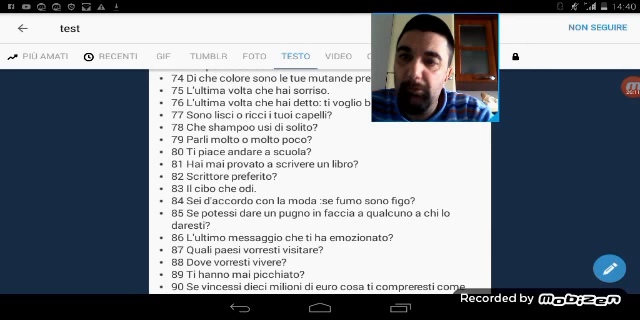 14:40
test
NON SEGUIRE
PIÙ AMATI
RECENTI
GIF
TUMBLR
FOTO
TESTO
VIDEO
74 Di che colore sono le tue mutande pre
75 L'ultima volta che hai sorriso.
76 L'ultima volta che hai detto: ti voglio b
77 Sono lisci o ricci i tuoi capelli?
78 Che shampoo usi di solito?
79 Parli molto o molto poco?
80 Ti piace andare a scuola?
81 Hai mai provato a scrivere un libro?
82 Scrittore preferito?
83 Il cibo che odi.
84 Sei d'accordo con la moda :se fumo sono figo?
85 Se potessi dare un pugno in faccia a qualcuno a chi lo
daresti?
86 L'ultimo messaggio che ti ha emozionato?
87 Quali paesi vorresti visitare?
88 Dove vorresti vivere?
89 Ti hanno mai picchiato?
90 Se vincessi dieci milioni di euro cosa ti compreresti come
Recorded by Mobizen